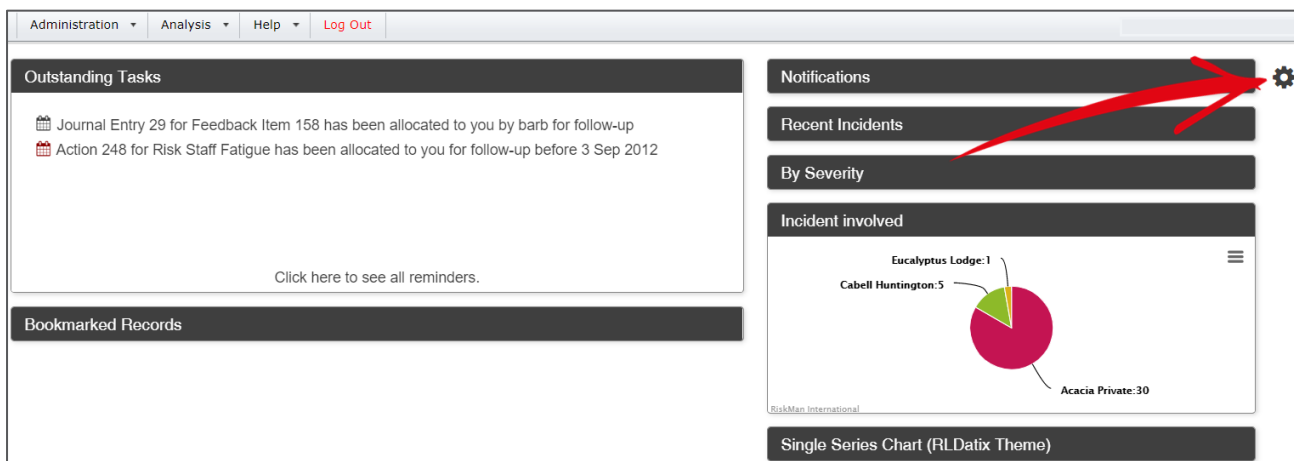 Administration Analysis Help Log Out
Outstanding Tasks
Journal Entry 29 for Feedback Item 158 has been allocated to you by barb for follow-up
Action 248 for Risk Staff Fatigue has been allocated to you for follow-up before 3 Sep 2012
Click here to see all reminders.
Bookmarked Records
Notifications
Recent Incidents
By Severity
Incident involved
Eucalyptus Lodge:1
Cabell Huntington:5
Acacia Private:30
RiskMan International
Single Series Chart (RLDatix Theme)